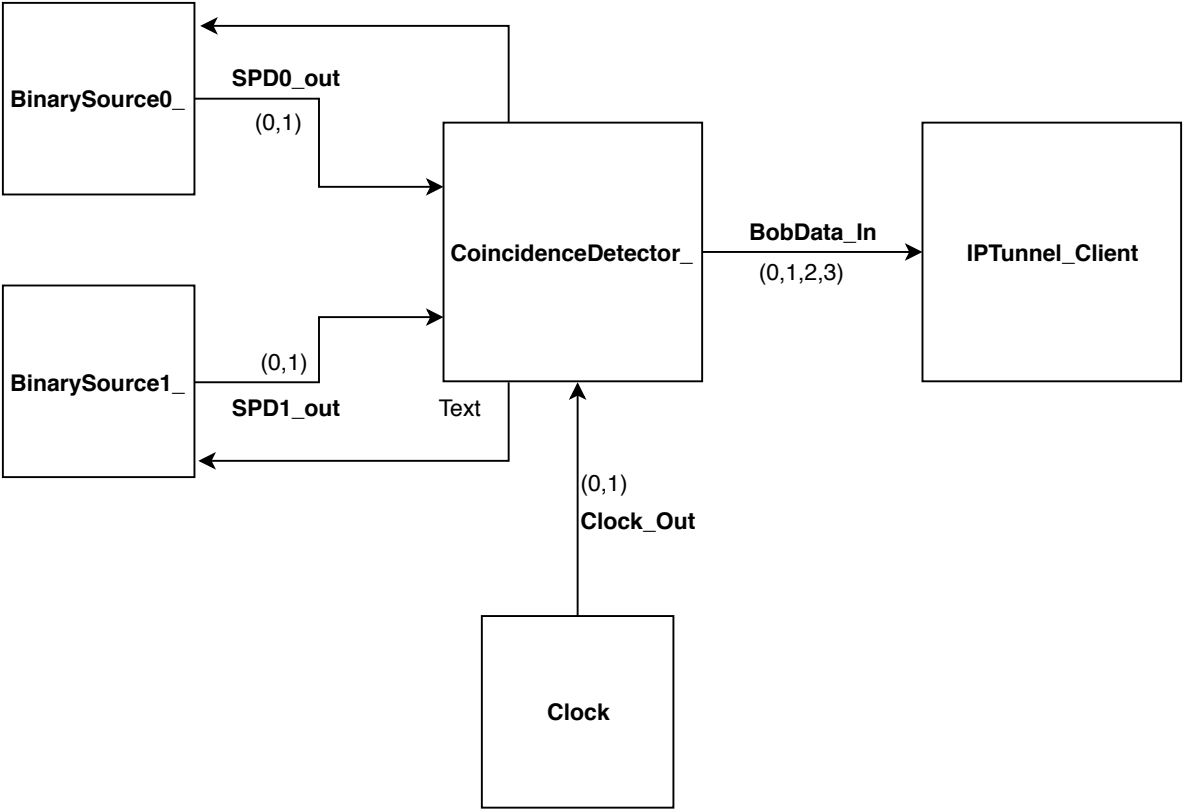 SPD0_out
BinarySource0_
(0,1)
BobData_In
CoincidenceDetector_
IPTunnel_Client
(0,1,2,3)
(0,1)
BinarySource1_
SPD1_out
Text
(0,1)
Clock_Out
Clock